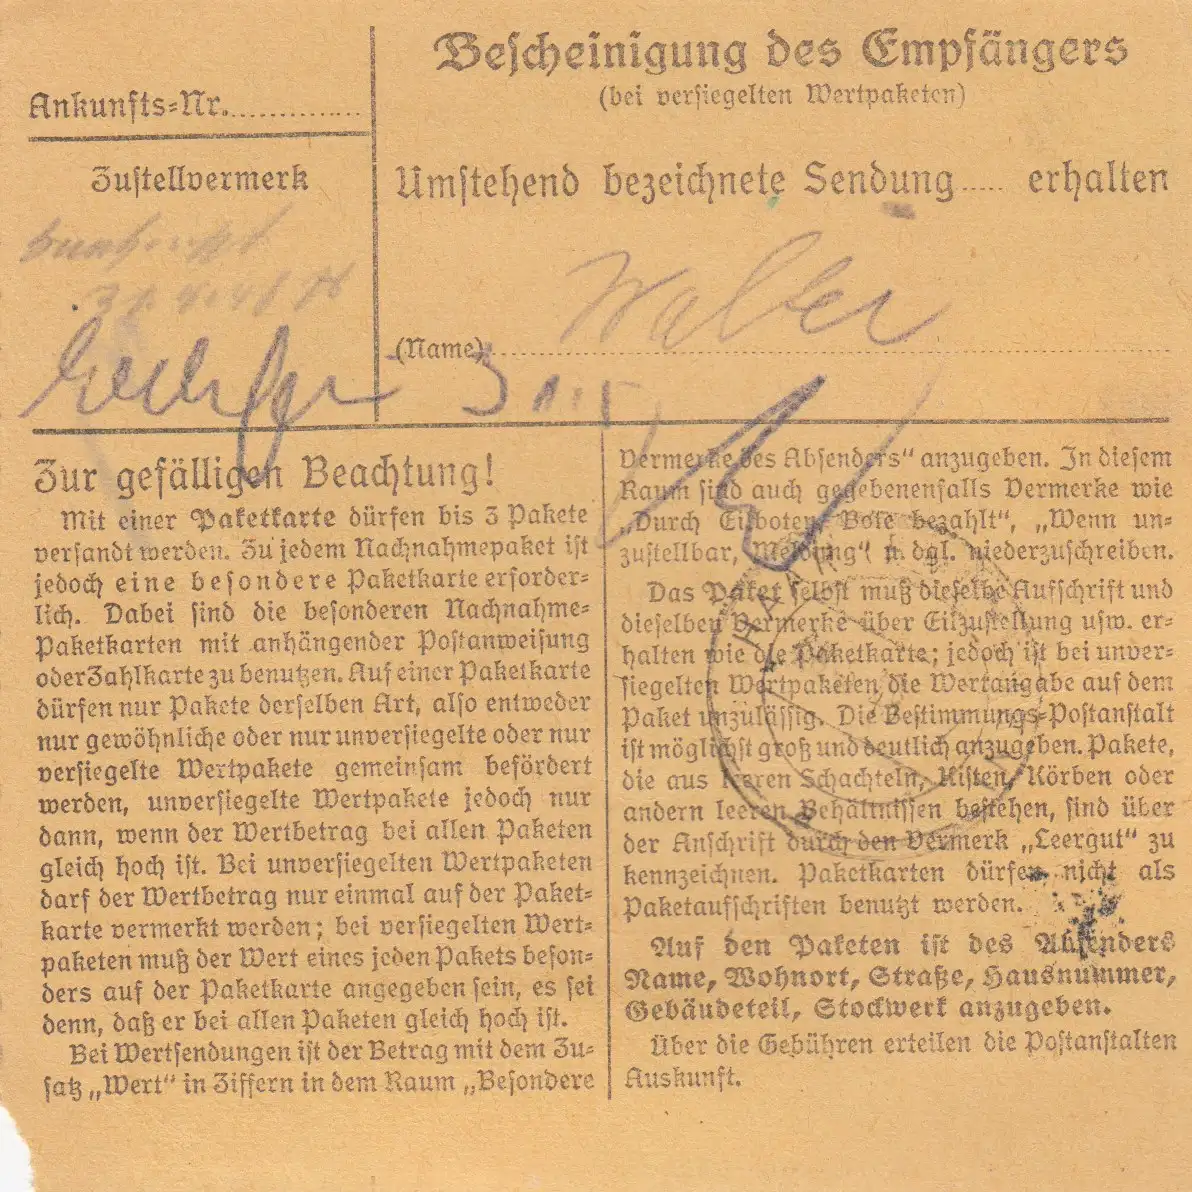 Ankunfts=Nr..............
Zustellvermerk
Bescheinigung des Empfängers
(bei versiegelten Wertpaketen)
Umstehend bezeichnete Sendung..... erhalten
(Name)
Zur gefälligen Beachtung!
Mit einer Paketkarte dürfen bis 3 Pakete
versandt werden. Zu jedem Nachnahmepaket ist
jedoch eine besondere Paketkarte erforder=
lich. Dabei sind die besonderen Nachnahme=
Paketkarten mit anhängender Postanweisung
oder Zahlkarte zu benutzen. Auf einer Paketkarte
dürfen nur Pakete derselben Art, also entweder
nur gewöhnliche oder nur unversiegelte oder nur
versiegelte Wertpakete gemeinsam befördert
werden, unversiegelte Wertpakete jedoch nur
dann, wenn der Wertbetrag bei allen Paketen
gleich hoch ist. Bei unversiegelten Wertpaketen
darf der Wertbetrag nur einmal auf der Paket=
karte vermerkt werden; bei versiegelten Wert=
paketen muß der Wert eines jeden Pakets beson=
ders auf der Paketkarte angegeben sein, es sei
denn, daß er bei allen Paketen gleich hoch ist.
Bei Wertsendungen ist der Betrag mit dem Zu=
satz „Wert“ in Ziffern in dem Raum „Besondere
Vermerke des Absenders“ anzugeben. In diesem
Raum sind auch gegebenenfalls Vermerke wie
„Durch Eilboten, Bote bezahlt“, „Wenn un=
zustellbar, Meldung“ u. dgl. niederzuschreiben.
Das Paket selbst muß dieselbe Aufschrift und
dieselben Vermerke über Eilzustellung usw. er=
halten wie die Paketkarte; jedoch ist bei unver=
siegelten Wertpaketen die Wertangabe auf dem
Paket unzulässig. Die Bestimmungs=Postanstalt
ist möglichst groß und deutlich anzugeben. Pakete,
die aus leeren Schachteln, Kisten, Körben oder
andern leeren Behältnissen bestehen, sind über
der Anschrift durch den Vermerk „Leergut“ zu
kennzeichnen. Paketkarten dürfen nicht als
Paketaufschriften benutzt werden.
Auf den Paketen ist des Absenders
Name, Wohnort, Straße, Hausnummer,
Gebäudeteil, Stockwerk anzugeben.
Über die Gebühren erteilen die Postanstalten
Auskunft.